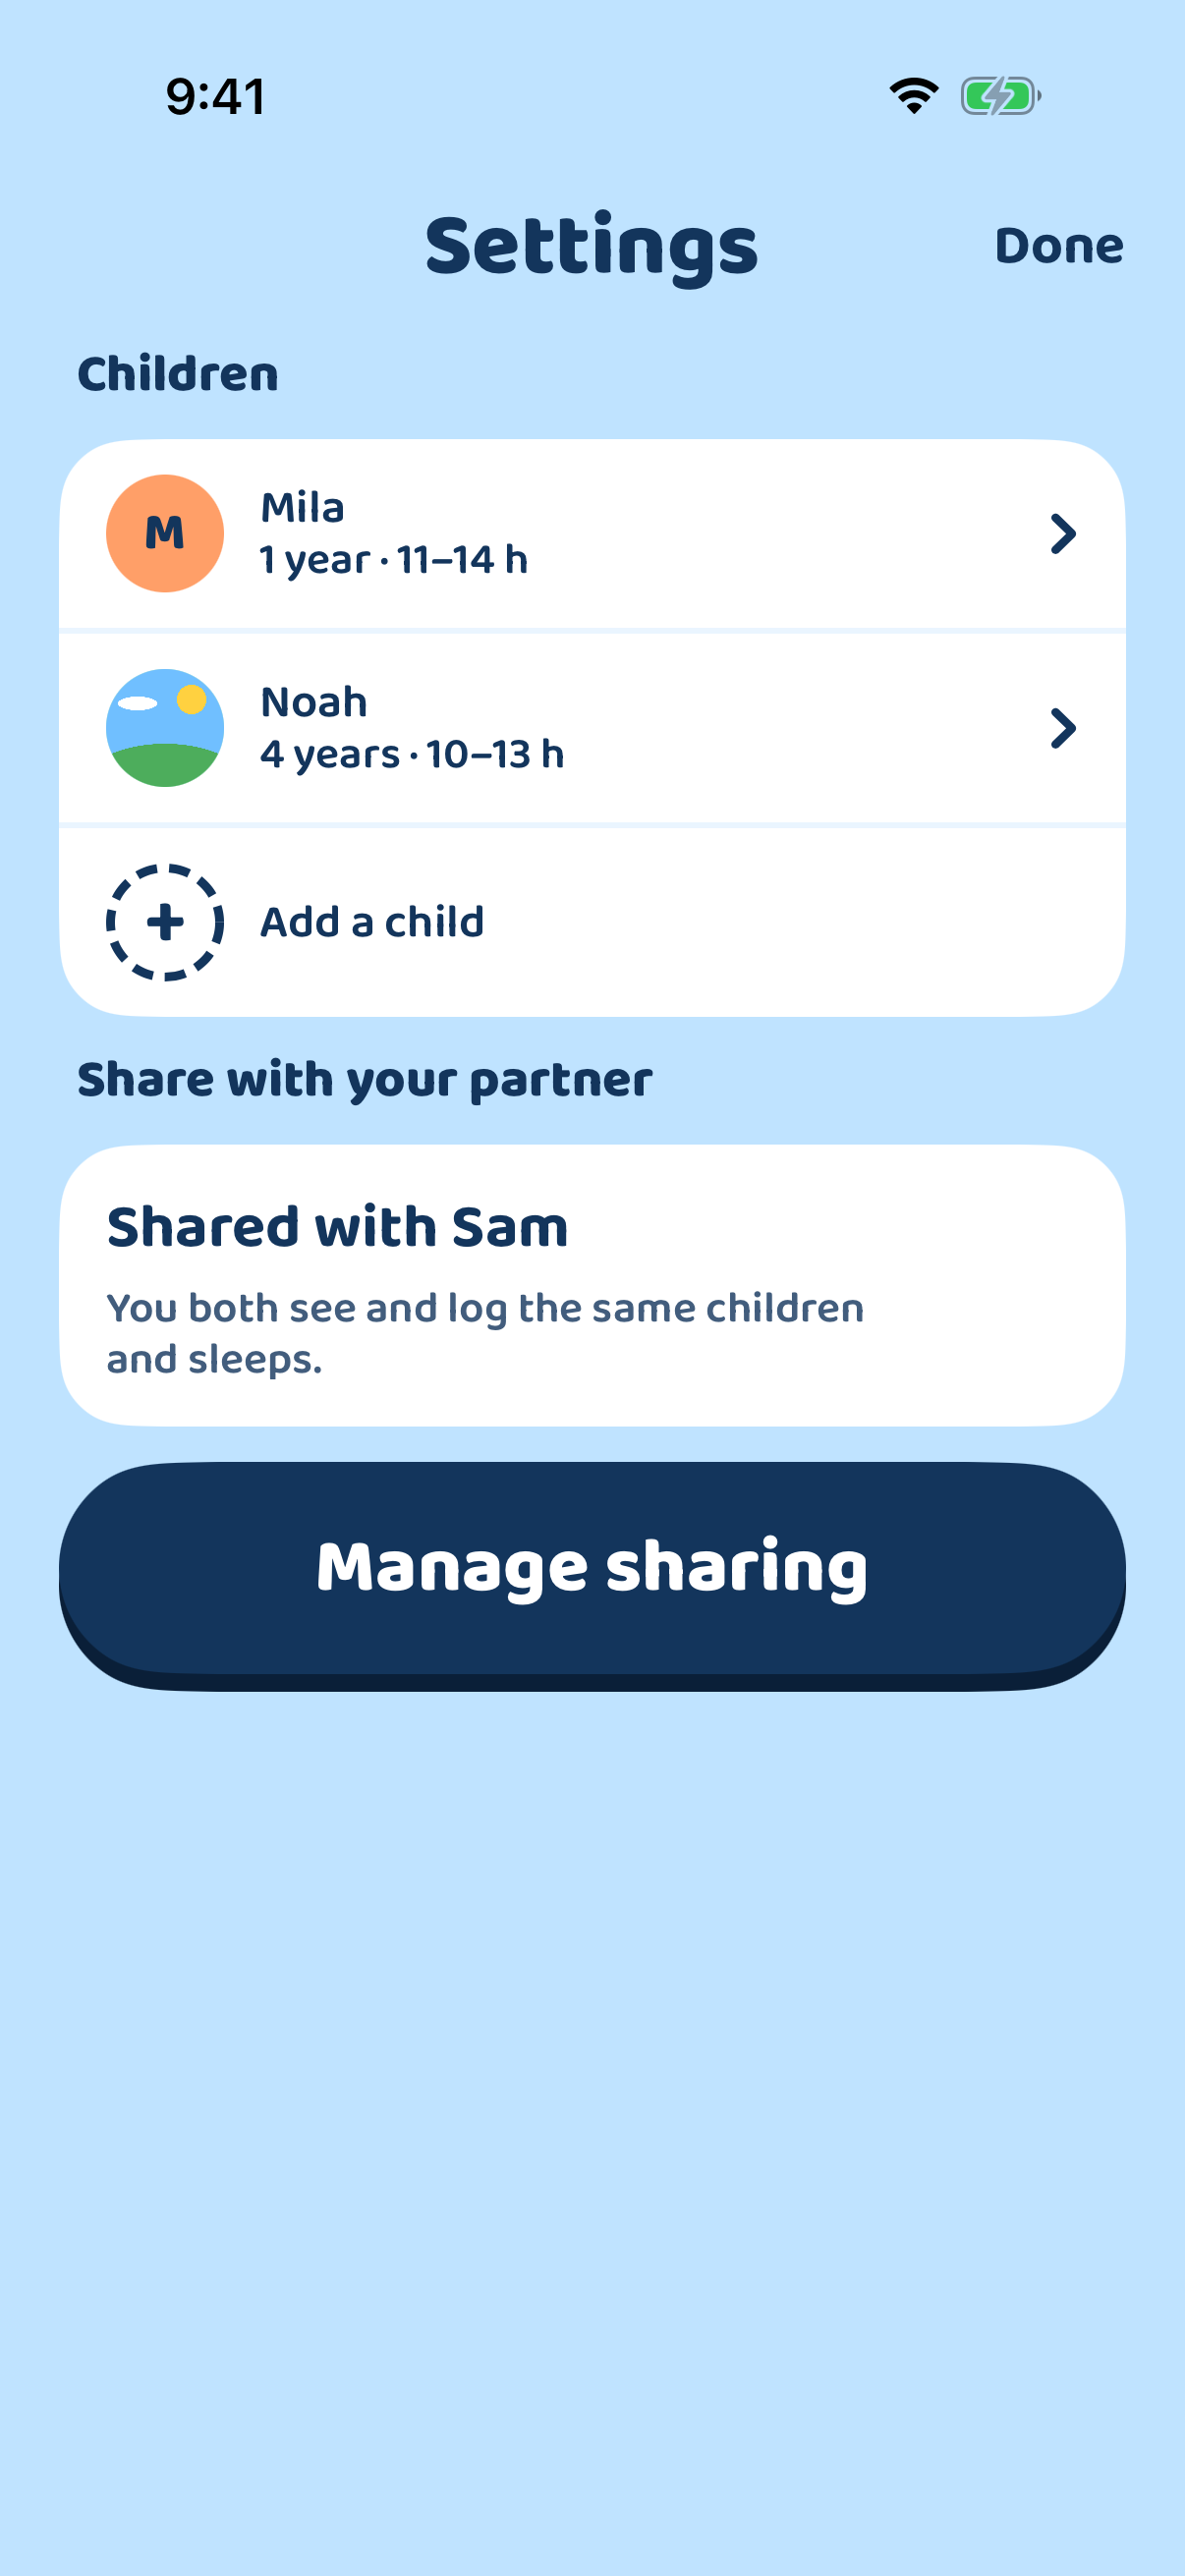 9:41
Settings
Done
Children
M
Mila
1 year · 11–14 h
Noah
4 years · 10–13 h
Add a child
Share with your partner
Shared with Sam
You both see and log the same children
and sleeps.
Manage sharing